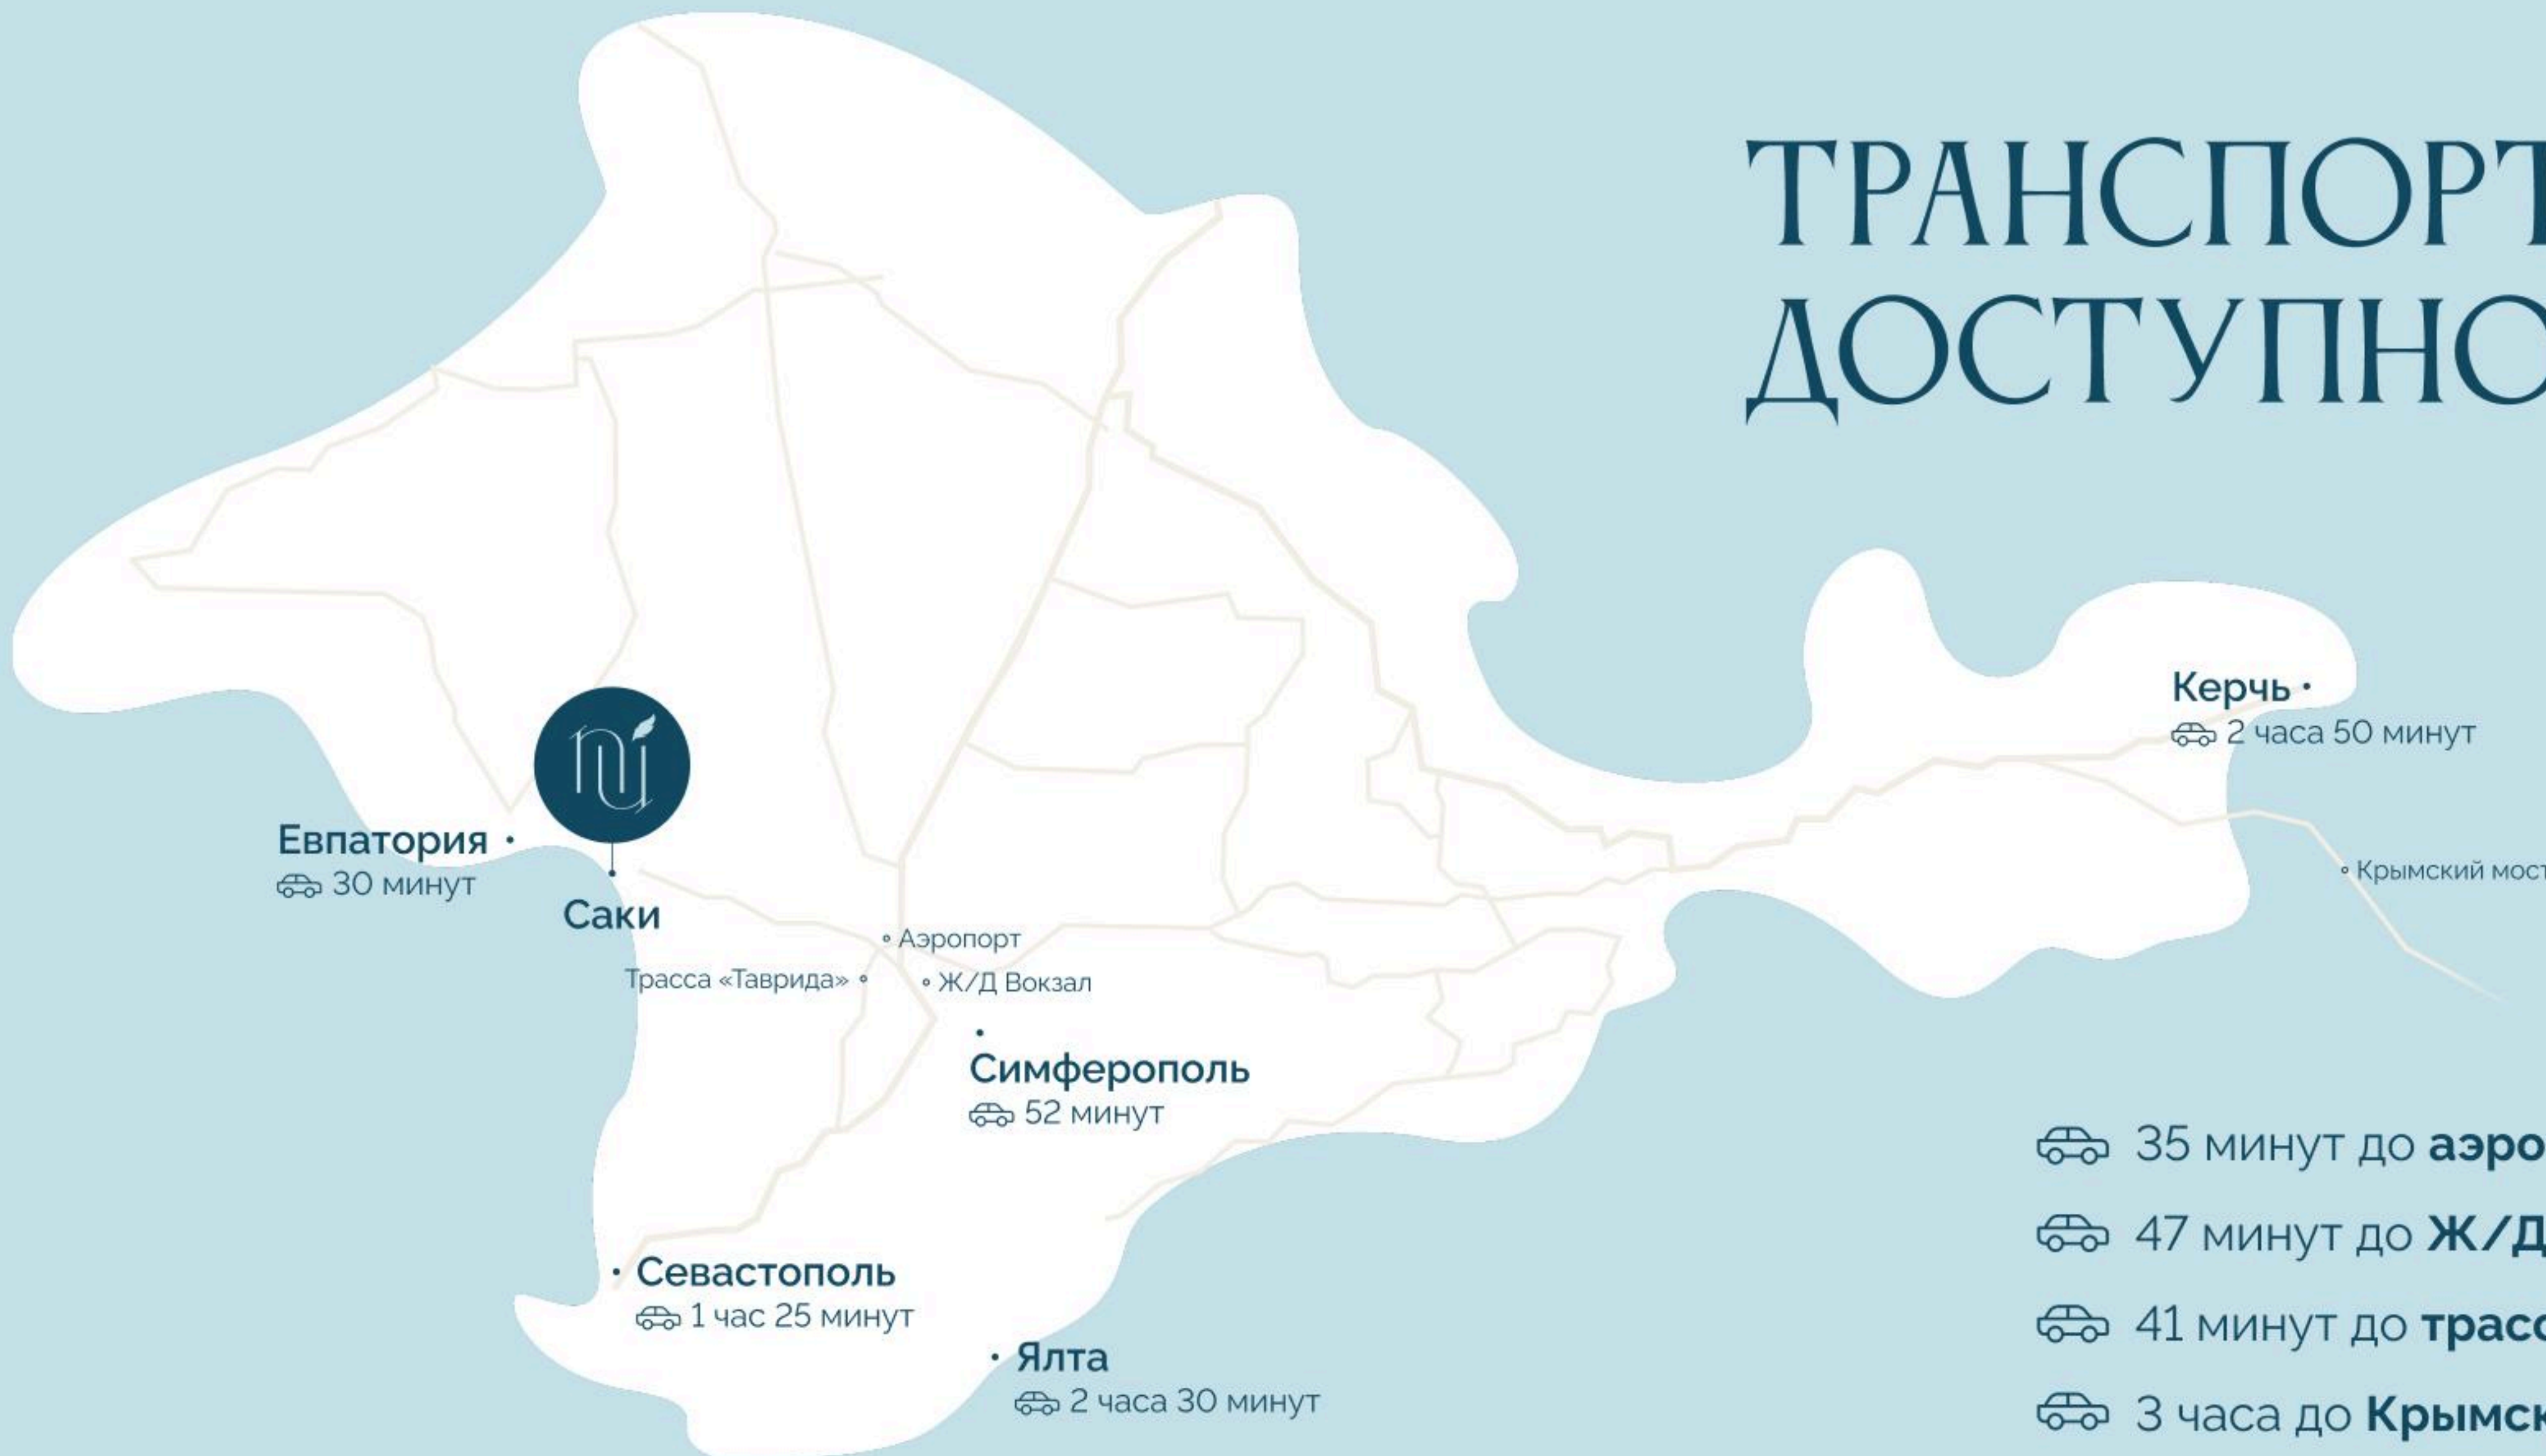 ТРАНСПОРТ
ДОСТУПНО
Керчь
2 часа 50 минут
Евпатория
30 минут
Крымский мост
Саки
Аэропорт
Трасса «Таврида»
Ж/Д Вокзал
Симферополь
52 минут
Севастополь
1 час 25 минут
Ялта
2 часа 30 минут
35 минут до аэро
47 минут до Ж/Д
41 минут до трасс
3 часа до Крымск